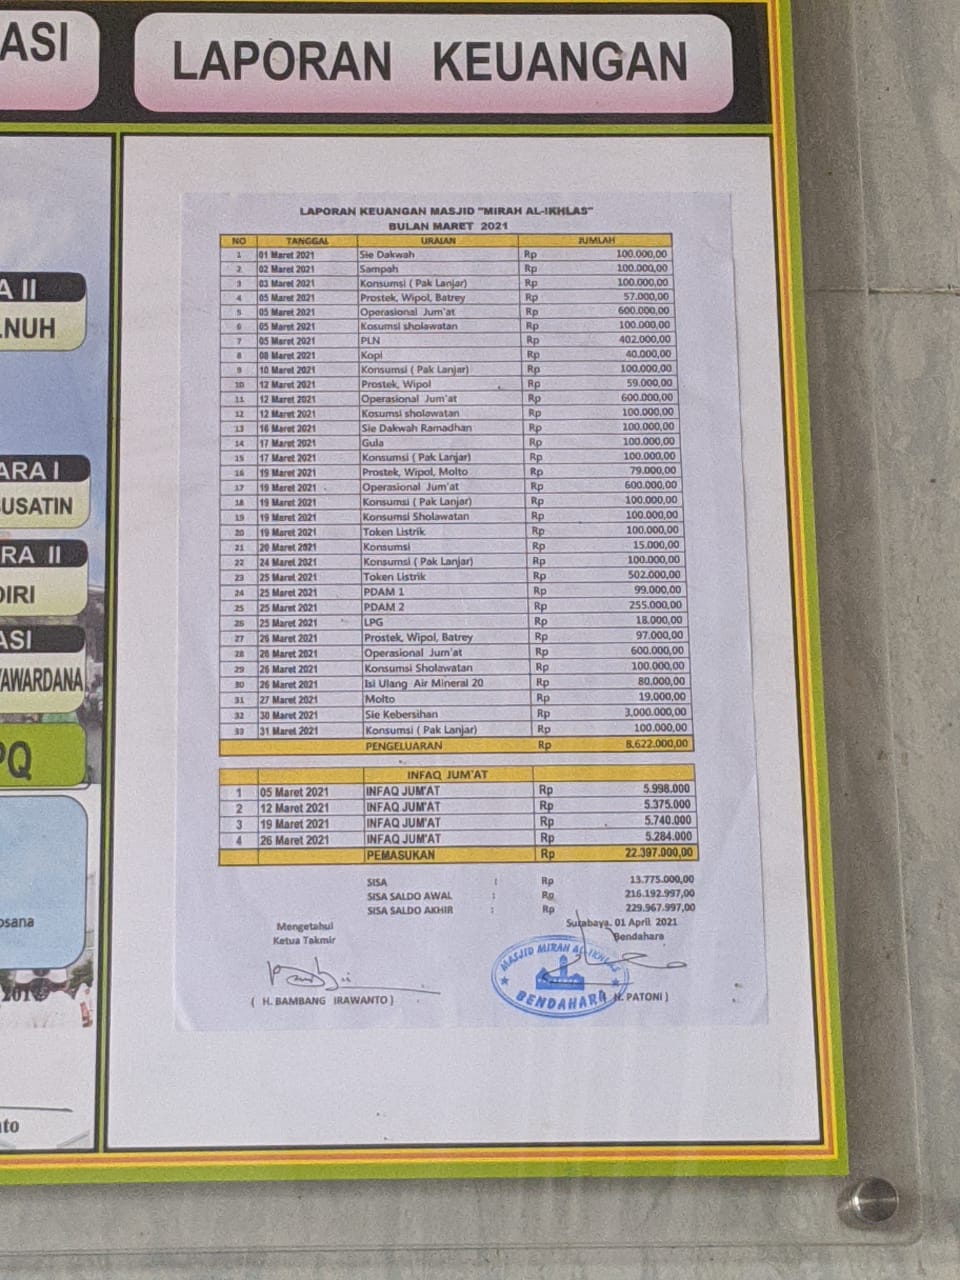 ASI
LAPORAN KEUANGAN
A II
.NUH
ARA I
USATIN
RA II
DIRI
ASI
AWARDANA
PQ
osana
201
to
LAPORAN KEUANGAN MASJID "MIRAH AL-IKHLAS"
BULAN MARET 2021
NO TANGGAL URAIAN JUMLAH
1 01 Maret 2021 Sie Dakwah Rp 100.000,00
2 02 Maret 2021 Sampah Rp 100.000,00
3 03 Maret 2021 Konsumsi ( Pak Lanjar) Rp 100.000,00
4 05 Maret 2021 Prostek, Wipol, Batrey Rp 57.000,00
5 05 Maret 2021 Operasional Jum'at Rp 600.000,00
6 05 Maret 2021 Kosumsi sholawatan Rp 100.000,00
7 05 Maret 2021 PLN Rp 402.000,00
8 08 Maret 2021 Kopi Rp 40.000,00
9 10 Maret 2021 Konsumsi ( Pak Lanjar) Rp 100.000,00
10 12 Maret 2021 Prostek, Wipol Rp 59.000,00
11 12 Maret 2021 Operasional Jum'at Rp 600.000,00
12 12 Maret 2021 Kosumsi sholawatan Rp 100.000,00
13 16 Maret 2021 Sie Dakwah Ramadhan Rp 100.000,00
14 17 Maret 2021 Gula Rp 100.000,00
15 17 Maret 2021 Konsumsi ( Pak Lanjar) Rp 100.000,00
16 19 Maret 2021 Prostek, Wipol, Molto Rp 79.000,00
17 19 Maret 2021 Operasional Jum'at Rp 600.000,00
18 19 Maret 2021 Konsumsi ( Pak Lanjar) Rp 100.000,00
19 19 Maret 2021 Konsumsi Sholawatan Rp 100.000,00
20 19 Maret 2021 Token Listrik Rp 100.000,00
21 20 Maret 2021 Konsumsi Rp 15.000,00
22 24 Maret 2021 Konsumsi ( Pak Lanjar) Rp 100.000,00
23 25 Maret 2021 Token Listrik Rp 502.000,00
24 25 Maret 2021 PDAM 1 Rp 99.000,00
25 25 Maret 2021 PDAM 2 Rp 255.000,00
26 25 Maret 2021 LPG Rp 18.000,00
27 26 Maret 2021 Prostek, Wipol, Batrey Rp 97.000,00
28 26 Maret 2021 Operasional Jum'at Rp 600.000,00
29 26 Maret 2021 Konsumsi Sholawatan Rp 100.000,00
30 26 Maret 2021 Isi Ulang Air Mineral 20 Rp 80.000,00
31 27 Maret 2021 Molto Rp 19.000,00
32 30 Maret 2021 Sie Kebersihan Rp 3,000.000,00
33 31 Maret 2021 Konsumsi ( Pak Lanjar) Rp 100.000,00
PENGELUARAN Rp 8.622.000,00
INFAQ JUM'AT
1 05 Maret 2021 INFAQ JUM'AT Rp 5.998.000
2 12 Maret 2021 INFAQ JUM'AT Rp 5.375.000
3 19 Maret 2021 INFAQ JUM'AT Rp 5.740.000
4 26 Maret 2021 INFAQ JUM'AT Rp 5.284.000
PEMASUKAN Rp 22.397.000,00
SISA : Rp 13.775.000,00
SISA SALDO AWAL : Rp 216.192.997,00
SISA SALDO AKHIR : Rp 229.967.997,00
Surabaya, 01 April 2021
Mengetahui Bendahara
Ketua Takmir
MASJID MIRAH AL-IKHLAS
BENDAHARA
( H. BAMBANG IRAWANTO ) H. PATONI )